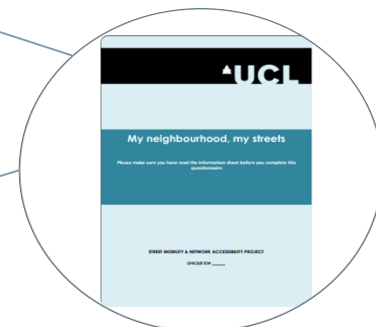 UCL
My neighbourhood, my streets
Please make sure you have read the information sheet before you complete this
questionnaire
STREET MOBILITY & NETWORK ACCESSIBILITY PROJECT
UNIQUE ID# _____